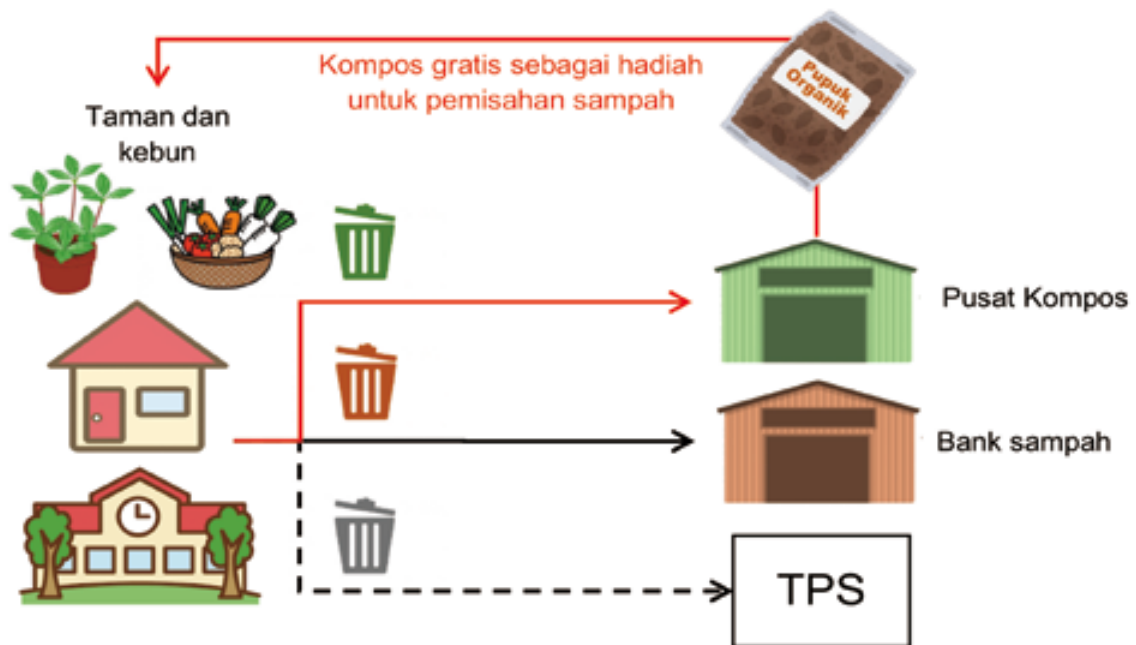 Kompos gratis sebagai hadiah
untuk pemisahan sampah
Pupuk
Organik
Taman dan
kebun
Pusat Kompos
Bank sampah
TPS